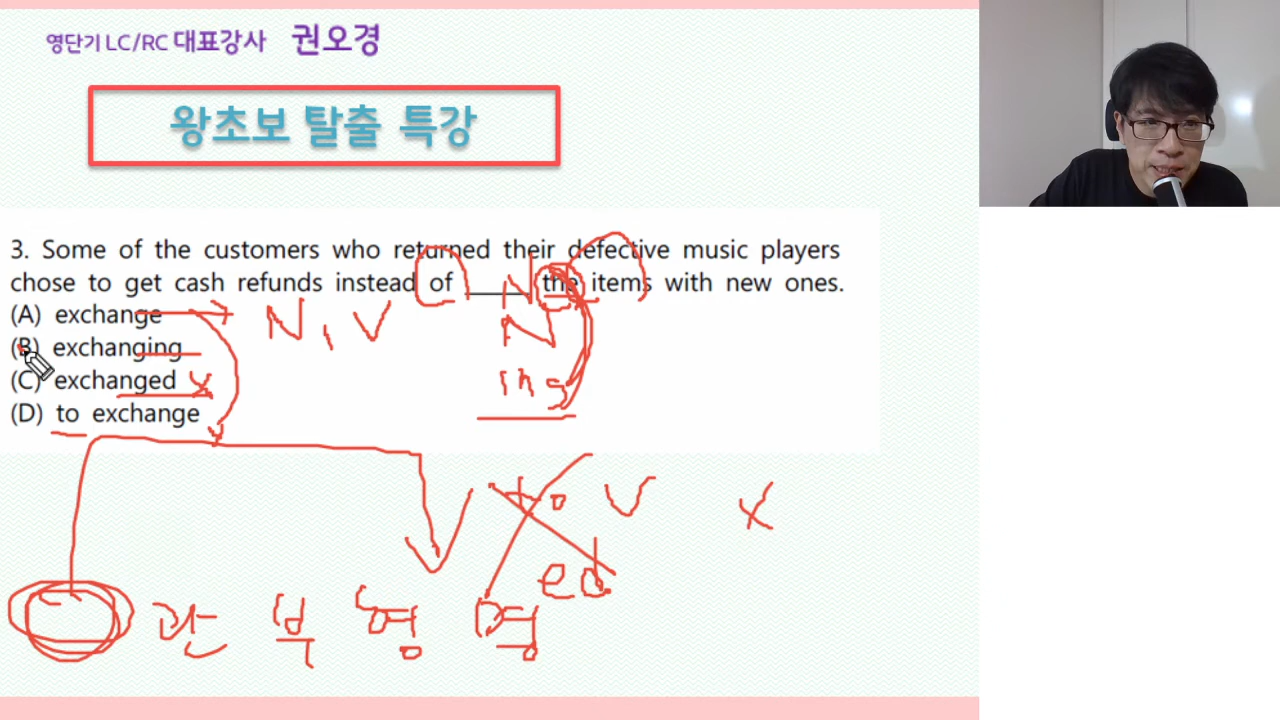 영단기 LC/RC 대표강사 권오경
왕초보 탈출 특강
3. Some of the customers who returned their defective music players
chose to get cash refunds instead of ______ the items with new ones.
(A) exchange
(B) exchanging
(C) exchanged X
(D) to exchange
N, V
N
N
ing
V to V X
ed
관 부 형 명